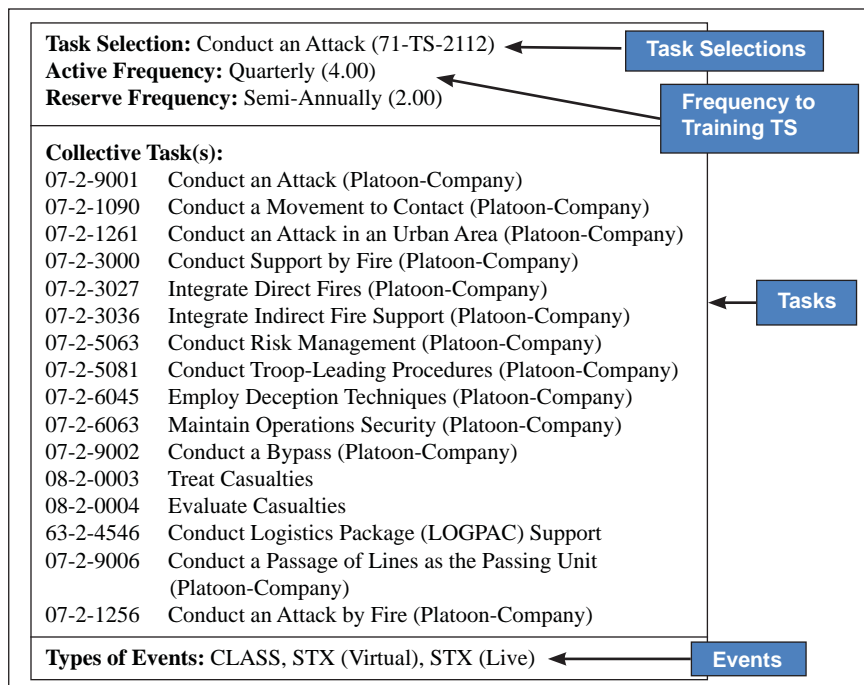 Task Selection: Conduct an Attack (71-TS-2112)
Active Frequency: Quarterly (4.00)
Reserve Frequency: Semi-Annually (2.00)
Task Selections
Frequency to
Training TS
Collective Task(s):
07-2-9001 Conduct an Attack (Platoon-Company)
07-2-1090 Conduct a Movement to Contact (Platoon-Company)
07-2-1261 Conduct an Attack in an Urban Area (Platoon-Company)
07-2-3000 Conduct Support by Fire (Platoon-Company)
07-2-3027 Integrate Direct Fires (Platoon-Company)
07-2-3036 Integrate Indirect Fire Support (Platoon-Company)
07-2-5063 Conduct Risk Management (Platoon-Company)
07-2-5081 Conduct Troop-Leading Procedures (Platoon-Company)
07-2-6045 Employ Deception Techniques (Platoon-Company)
07-2-6063 Maintain Operations Security (Platoon-Company)
07-2-9002 Conduct a Bypass (Platoon-Company)
08-2-0003 Treat Casualties
08-2-0004 Evaluate Casualties
63-2-4546 Conduct Logistics Package (LOGPAC) Support
07-2-9006 Conduct a Passage of Lines as the Passing Unit
(Platoon-Company)
07-2-1256 Conduct an Attack by Fire (Platoon-Company)
Tasks
Types of Events: CLASS, STX (Virtual), STX (Live)
Events